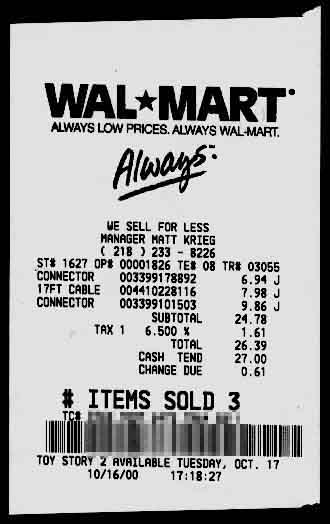 WAL★MART
ALWAYS LOW PRICES. ALWAYS WAL-MART.
Always.
WE SELL FOR LESS
MANAGER MATT KRIEG
( 218 ) 233 - 8226
ST# 1627 OP# 00001826 TE# 08 TR# 03055
CONNECTOR 003399178892 6.94 J
17FT CABLE 004410228116 7.98 J
CONNECTOR 003399101503 9.86 J
SUBTOTAL 24.78
TAX 1 6.500 % 1.61
TOTAL 26.39
CASH TEND 27.00
CHANGE DUE 0.61
# ITEMS SOLD 3
TC#
TOY STORY 2 AVAILABLE TUESDAY, OCT. 17
10/16/00 17:18:27